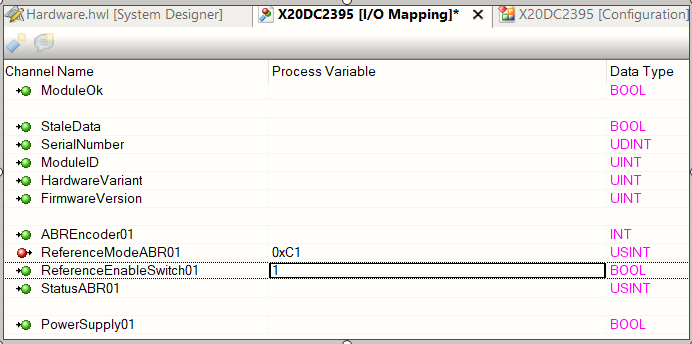 Hardware.hwl [System Designer] X20DC2395 [I/O Mapping]* X20DC2395 [Configuration]
Channel Name Process Variable Data Type
ModuleOk BOOL
StaleData BOOL
SerialNumber UDINT
ModuleID UINT
HardwareVariant UINT
FirmwareVersion UINT
ABREncoder01 INT
ReferenceModeABR01 0xC1 USINT
ReferenceEnableSwitch01 1 BOOL
StatusABR01 USINT
PowerSupply01 BOOL